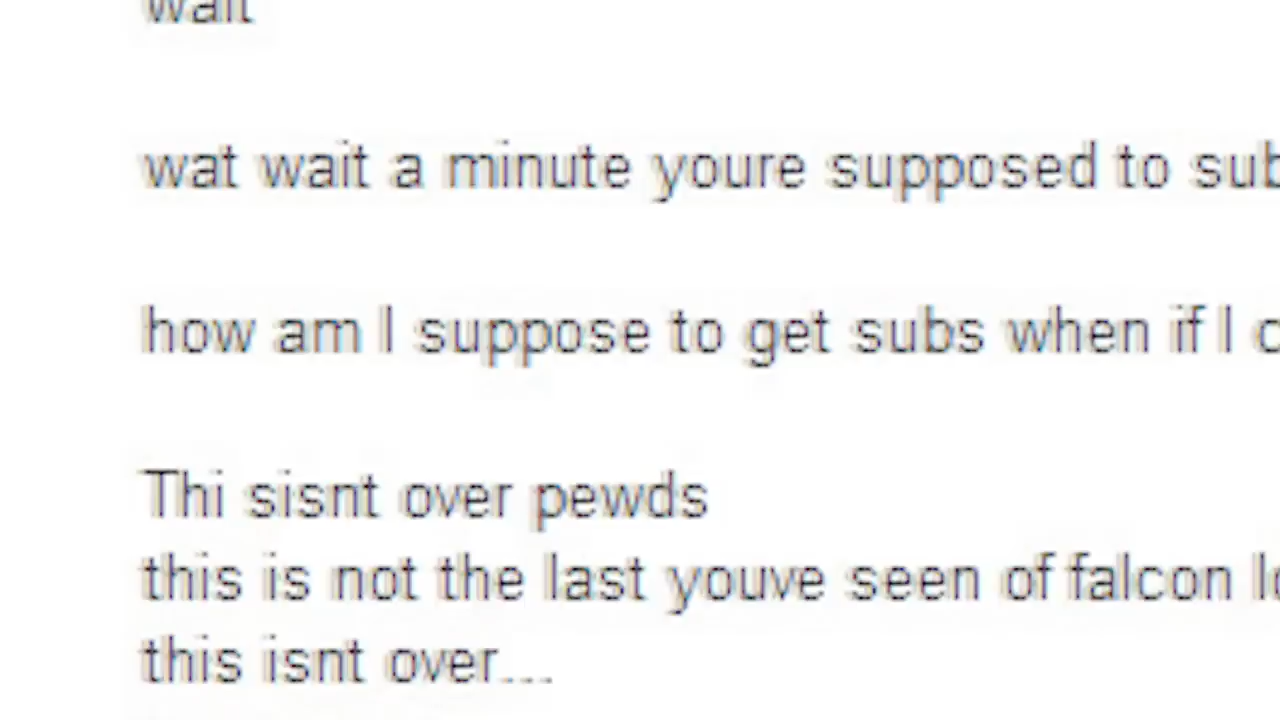 wait
wat wait a minute youre supposed to sub
how am I suppose to get subs when if I
Thi sisnt over pewds
this is not the last youve seen of falcon
this isnt over...